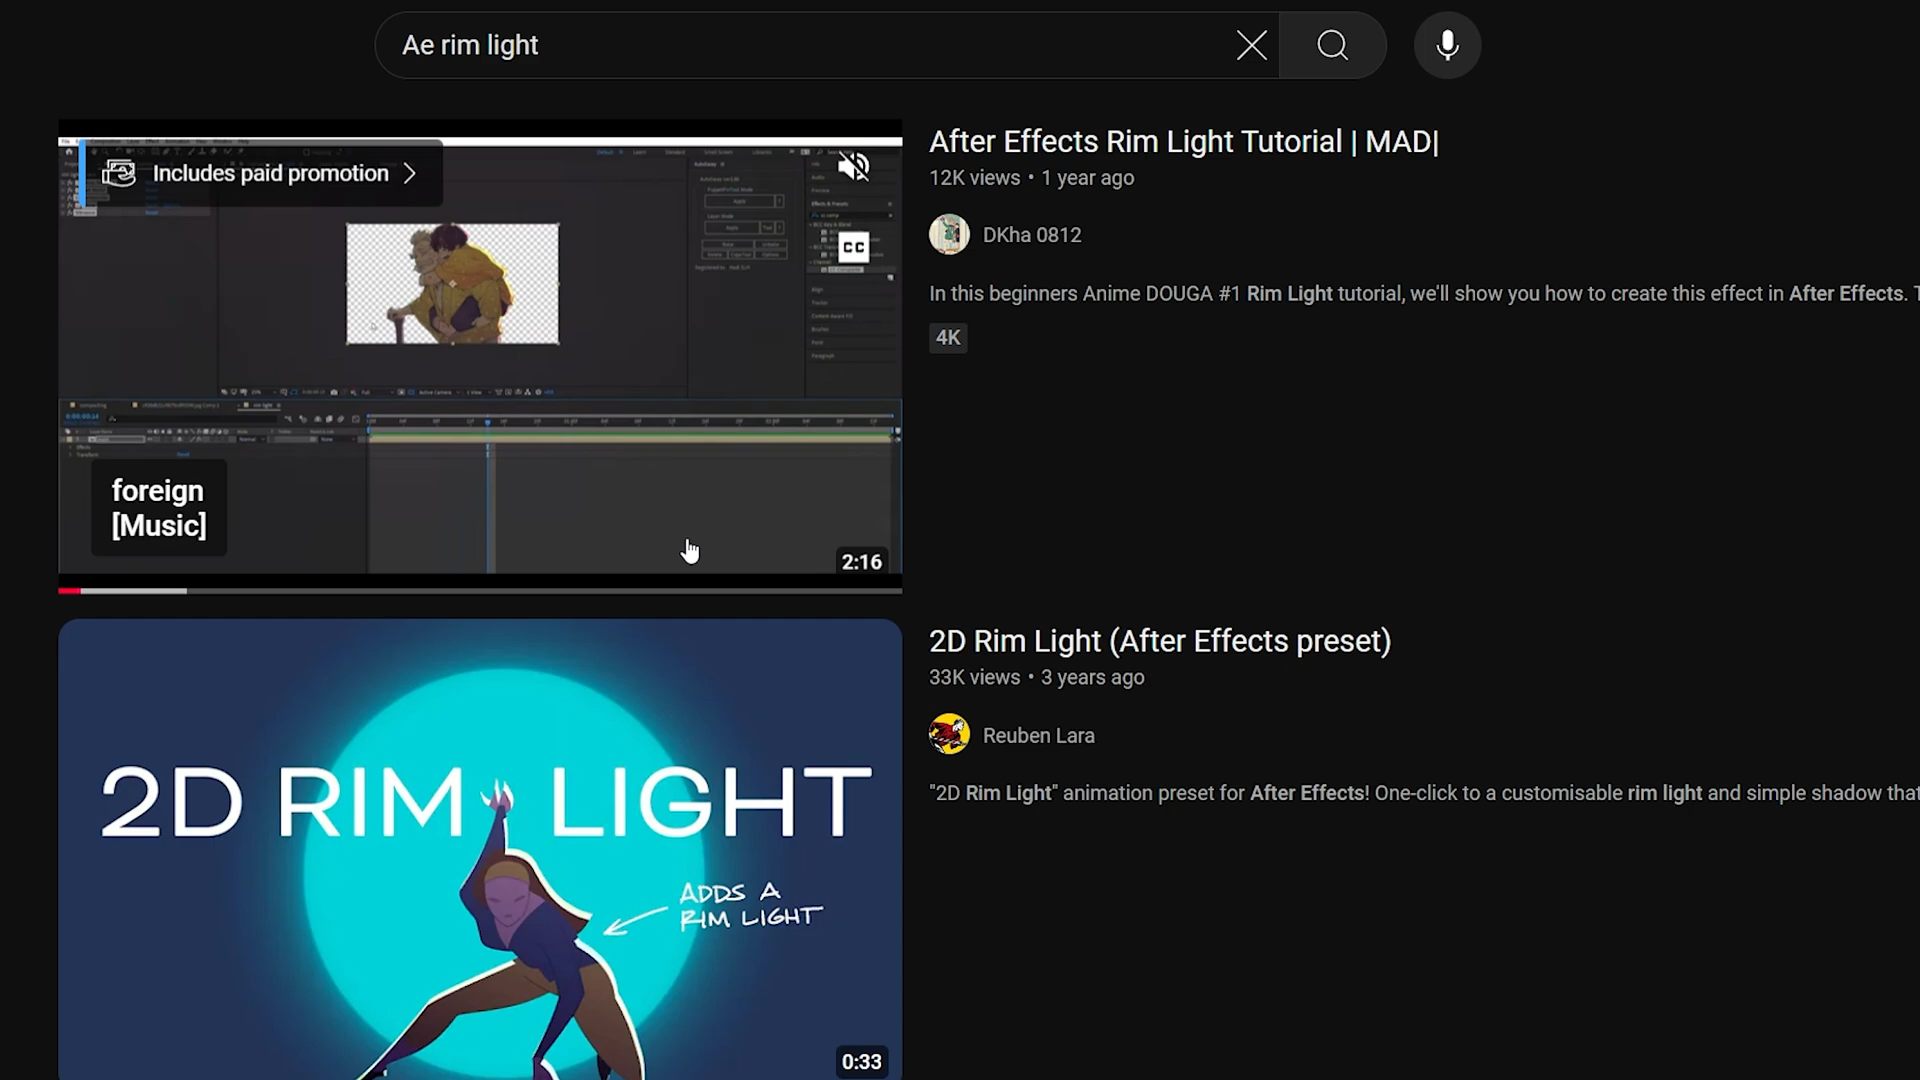 Ae rim light
Includes paid promotion
CC
foreign
[Music]
2:16
After Effects Rim Light Tutorial | MAD|
12K views • 1 year ago
DKha 0812
In this beginners Anime DOUGA #1 Rim Light tutorial, we'll show you how to create this effect in After Effects.
4K
2D RIM LIGHT
ADDS A
RIM LIGHT
0:33
2D Rim Light (After Effects preset)
33K views • 3 years ago
Reuben Lara
"2D Rim Light" animation preset for After Effects! One-click to a customisable rim light and simple shadow that